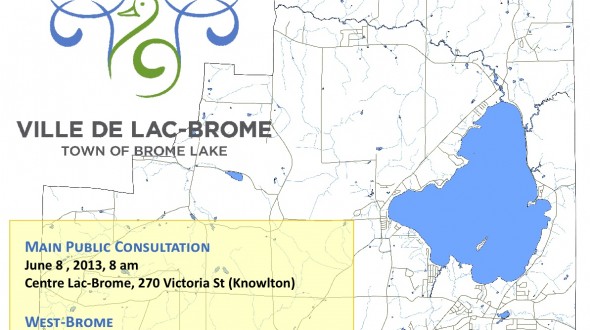 VILLE DE LAC-BROME
TOWN OF BROME LAKE
MAIN PUBLIC CONSULTATION
June 8 , 2013, 8 am
Centre Lac-Brome, 270 Victoria St (Knowlton)
WEST-BROME